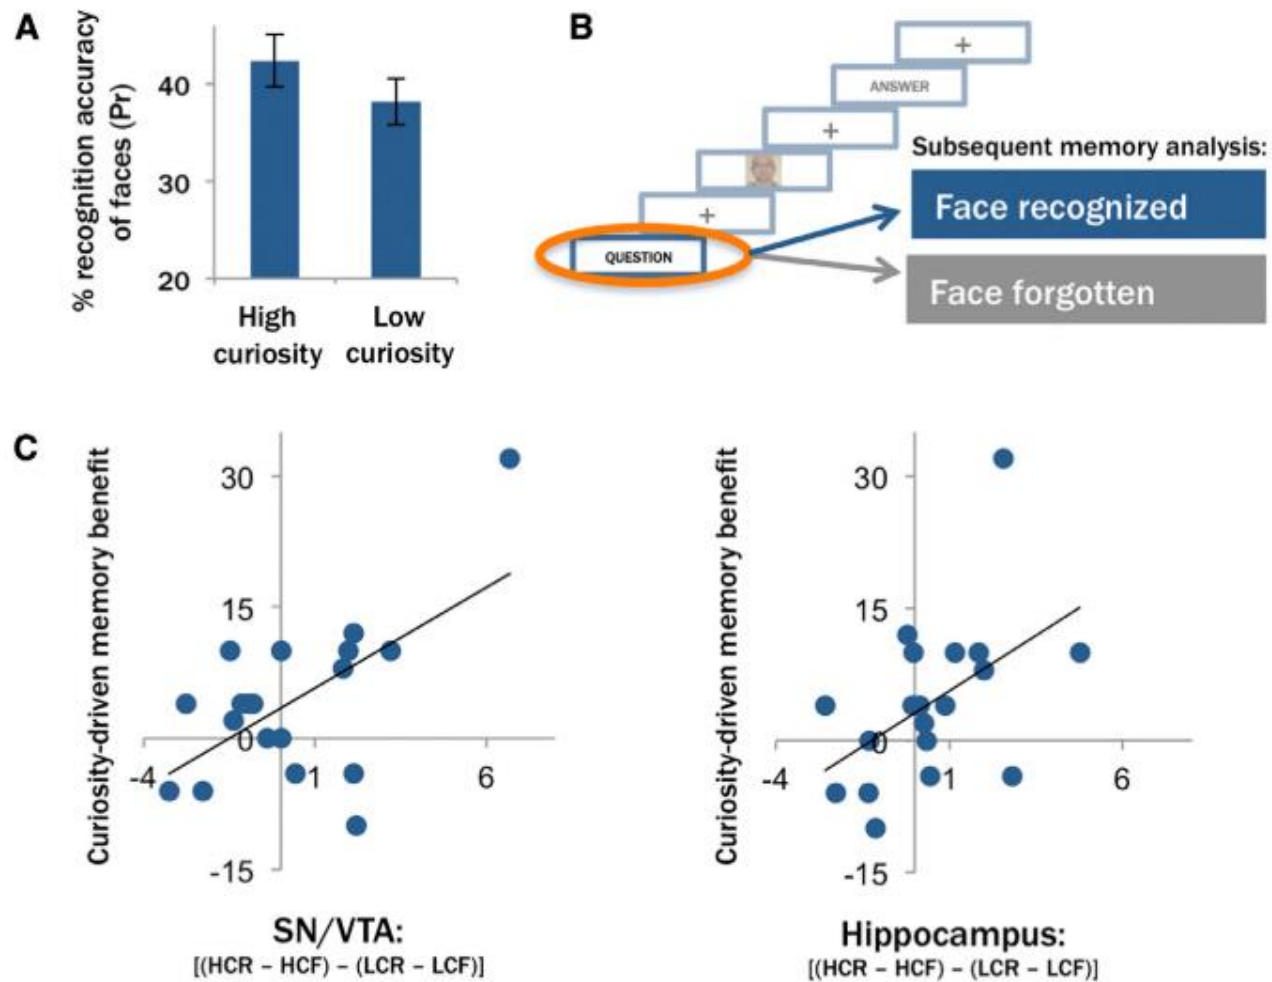 A
% recognition accuracy
of faces (Pr)
40
30
20
High
curiosity
Low
curiosity
B
+
ANSWER
+
+
QUESTION
Subsequent memory analysis:
Face recognized
Face forgotten
C
Curiosity-driven memory benefit
30
15
0
-15
-4
1
6
SN/VTA:
[(HCR – HCF) – (LCR – LCF)]
Curiosity-driven memory benefit
30
15
0
-15
-4
1
6
Hippocampus:
[(HCR – HCF) – (LCR – LCF)]